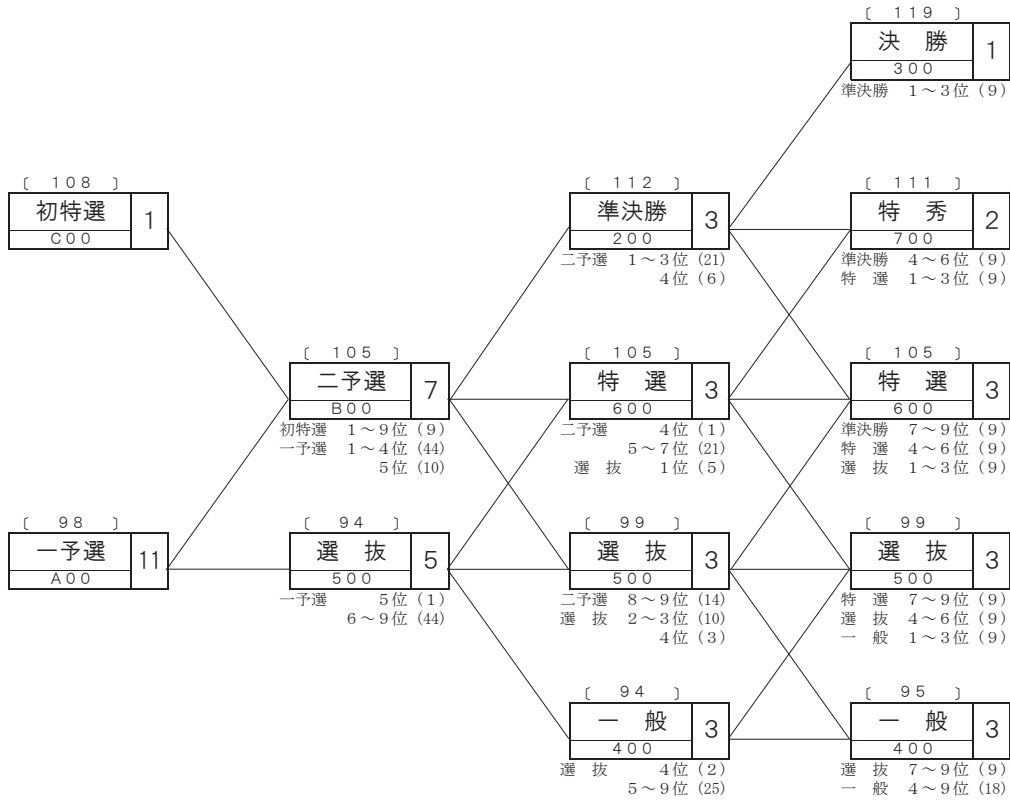 〔 108 〕
初特選 1
C00
〔 98 〕
一予選 11
A00
〔 105 〕
二予選 7
B00
初特選 1～9位 (9)
一予選 1～4位 (44)
5位 (10)
〔 94 〕
選 抜 5
500
一予選 5位 (1)
6～9位 (44)
〔 112 〕
準決勝 3
200
二予選 1～3位 (21)
4位 (6)
〔 105 〕
特 選 3
600
二予選 4位 (1)
5～7位 (21)
選 抜 1位 (5)
〔 99 〕
選 抜 3
500
二予選 8～9位 (14)
選 抜 2～3位 (10)
4位 (3)
〔 94 〕
一 般 3
400
選 抜 4位 (2)
5～9位 (25)
〔 119 〕
決 勝 1
300
準決勝 1～3位 (9)
〔 111 〕
特 秀 2
700
準決勝 4～6位 (9)
特 選 1～3位 (9)
〔 105 〕
特 選 3
600
準決勝 7～9位 (9)
特 選 4～6位 (9)
選 抜 1～3位 (9)
〔 99 〕
選 抜 3
500
特 選 7～9位 (9)
選 抜 4～6位 (9)
一 般 1～3位 (9)
〔 95 〕
一 般 3
400
選 抜 7～9位 (9)
一 般 4～9位 (18)